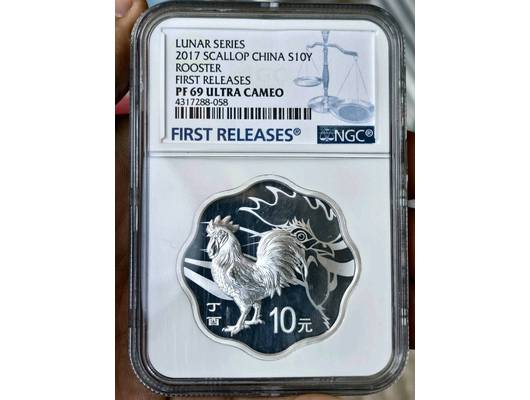 LUNAR SERIES
2017 SCALLOP CHINA S10Y
ROOSTER
FIRST RELEASES
PF 69 ULTRA CAMEO
4317288-058
FIRST RELEASES®
NGC®
丁酉
10元